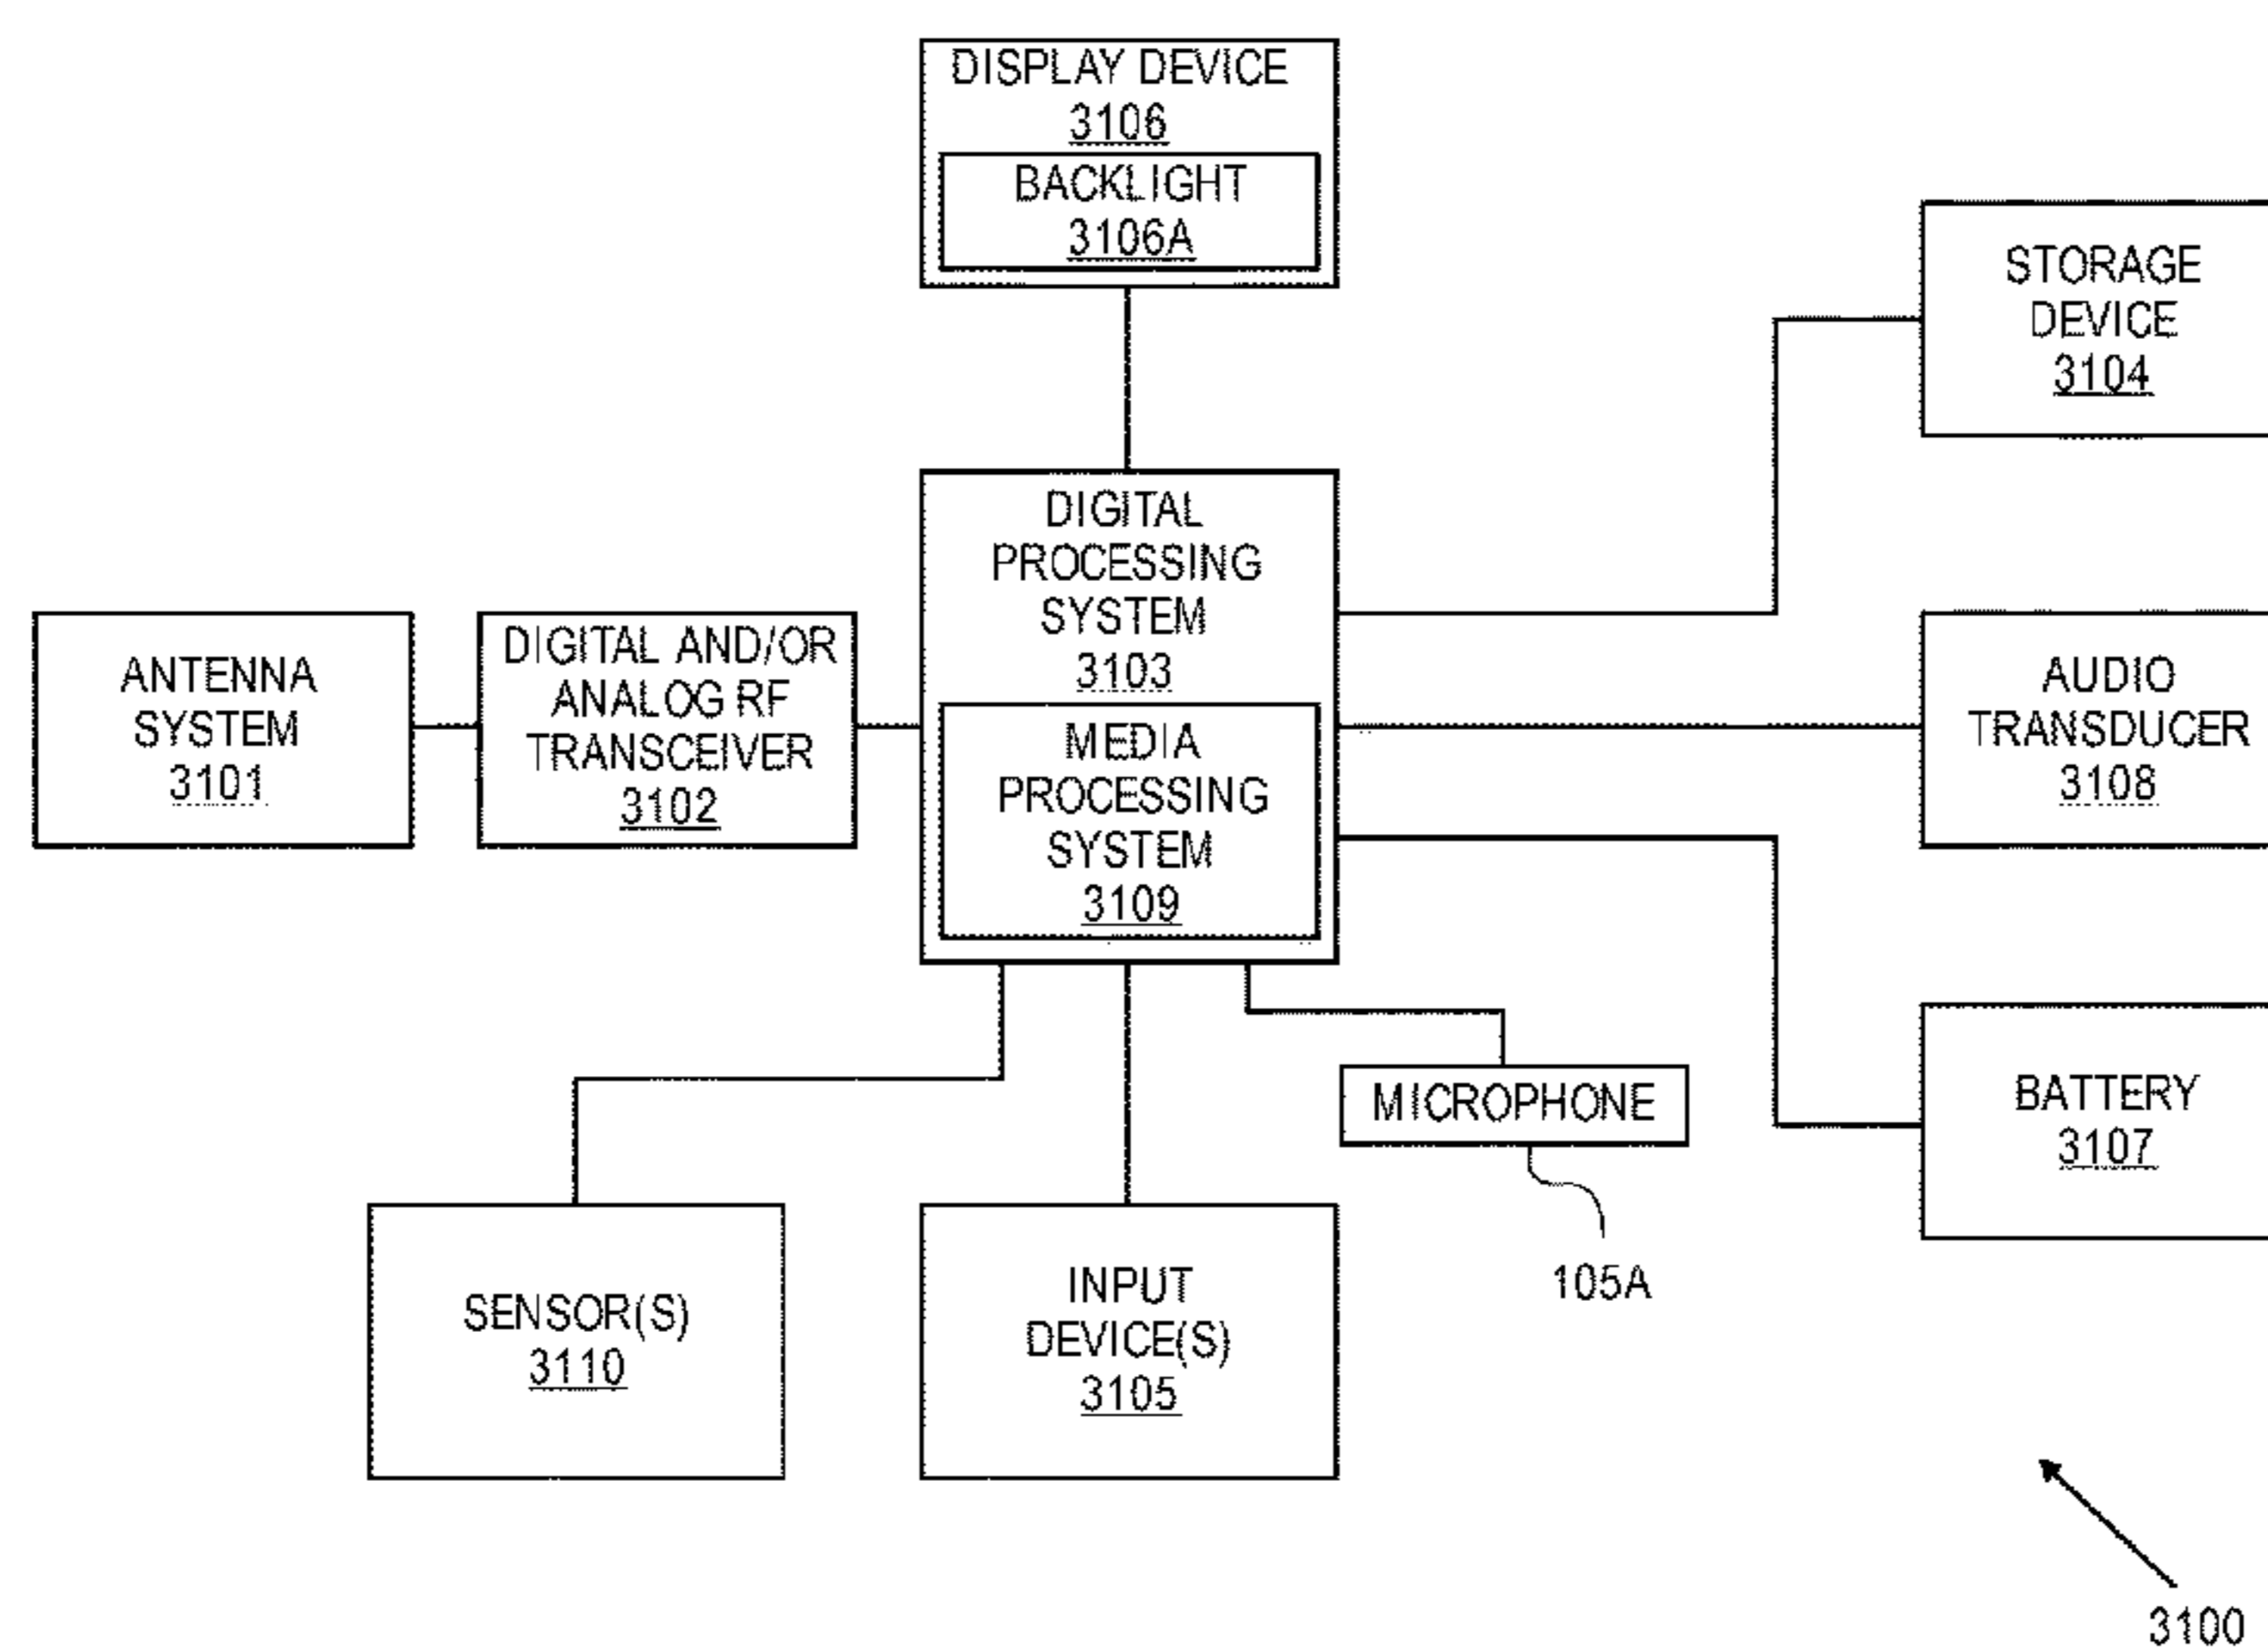 DISPLAY DEVICE
3106
BACKLIGHT
3106A
STORAGE
DEVICE
3104
DIGITAL
PROCESSING
SYSTEM
3103
MEDIA
PROCESSING
SYSTEM
3109
ANTENNA
SYSTEM
3101
DIGITAL AND/OR
ANALOG RF
TRANSCEIVER
3102
AUDIO
TRANSDUCER
3108
MICROPHONE
105A
BATTERY
3107
SENSOR(S)
3110
INPUT
DEVICE(S)
3105
3100